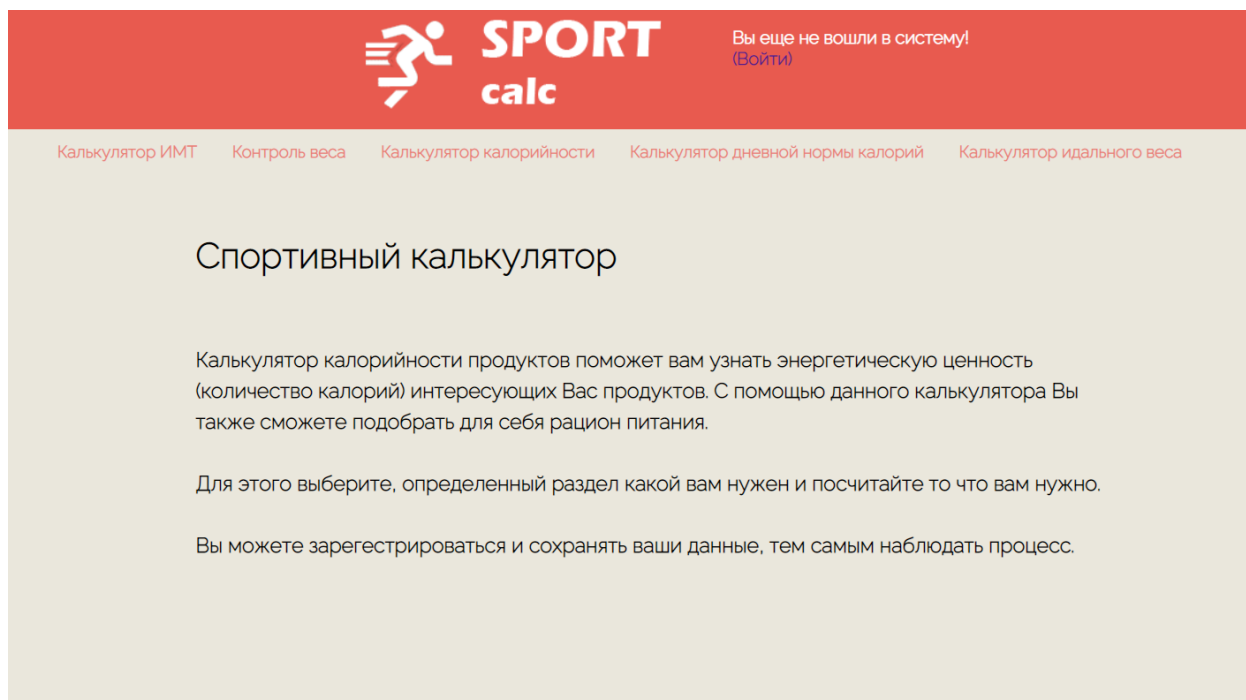 SPORT
calc
Вы еще не вошли в систему!
(Войти)
Калькулятор ИМТ Контроль веса Калькулятор калорийности Калькулятор дневной нормы калорий Калькулятор идального веса
Спортивный калькулятор
Калькулятор калорийности продуктов поможет вам узнать энергетическую ценность
(количество калорий) интересующих Вас продуктов. С помощью данного калькулятора Вы
также сможете подобрать для себя рацион питания.
Для этого выберите, определенный раздел какой вам нужен и посчитайте то что вам нужно.
Вы можете зарегестрироваться и сохранять ваши данные, тем самым наблюдать процесс.